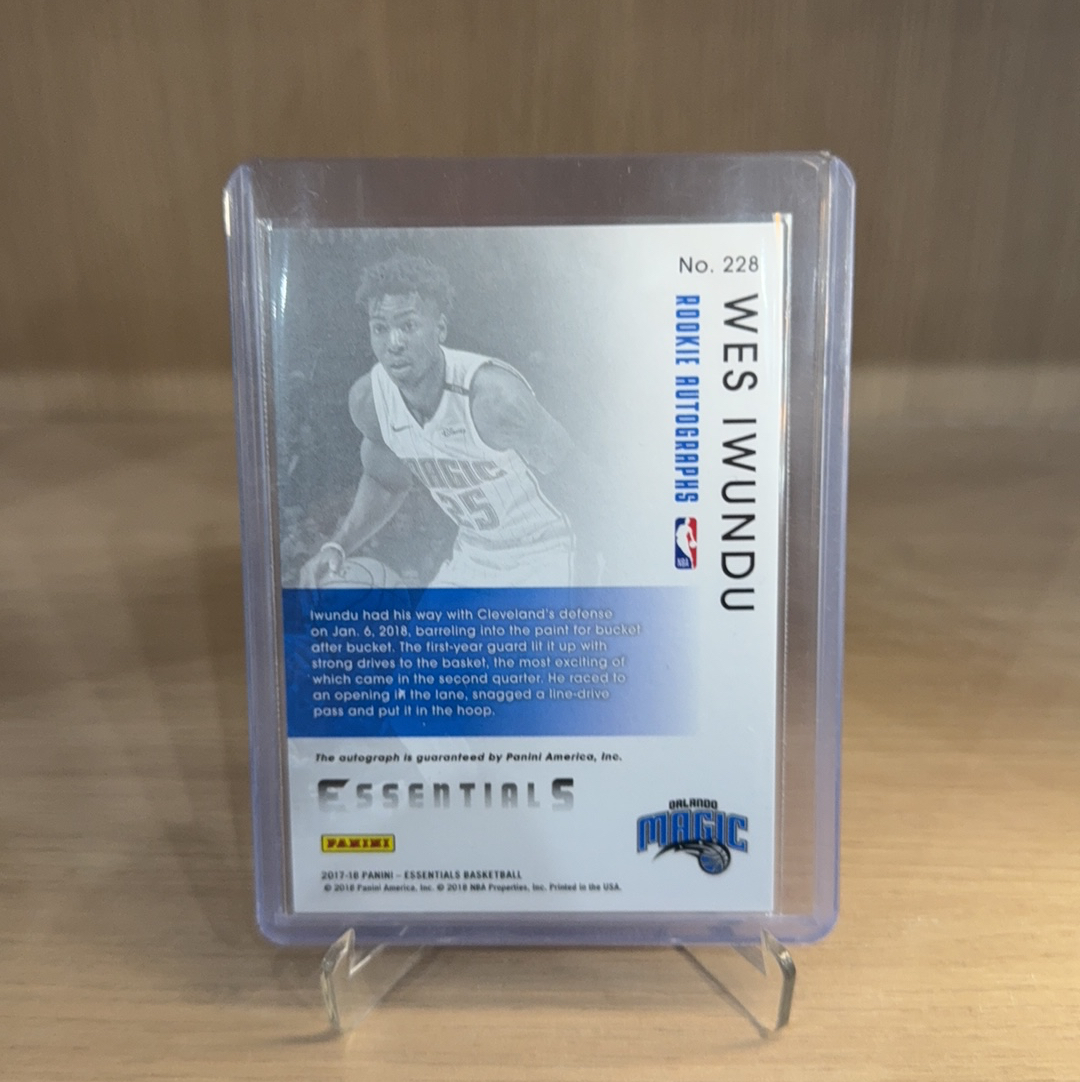 No. 228
WES IWUNDU
ROOKIE AUTOGRAPHS
NBA
MAGIC
25
Iwundu had his way with Cleveland's defense
on Jan. 6, 2018, barreling into the paint for bucket
after bucket. The first-year guard lit it up with
strong drives to the basket, the most exciting of
which came in the second quarter. He raced to
an opening in the lane, snagged a line-drive
pass and put it in the hoop.
The autograph is guaranteed by Panini America, Inc.
ESSENTIALS
ORLANDO
MAGIC
PANINI
2017-18 PANINI – ESSENTIALS BASKETBALL
© 2018 Panini America, Inc. © 2018 NBA Properties, Inc. Printed in the USA.